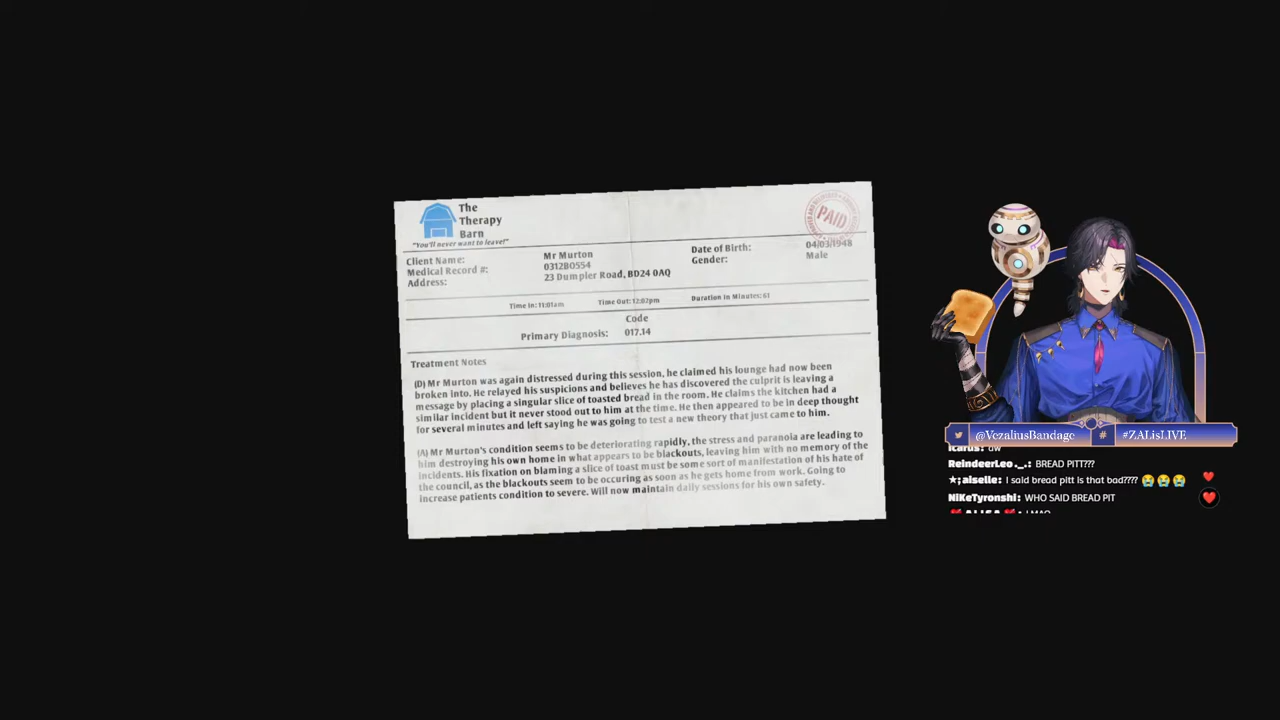 The
Therapy
Barn
"You'll never want to leave!"
PAID
Client Name: Mr Murton
Medical Record #: 0312B0554
Address: 23 Dumpler Road, BD24 0AQ
Date of Birth: 04/03/1948
Gender: Male
Time In: 11:01am Time Out: 12:02pm Duration in Minutes: 61
Code
Primary Diagnosis: 017.14
Treatment Notes
(D) Mr Murton was again distressed during this session, he claimed his lounge had now been
broken into. He relayed his suspicions and believes he has discovered the culprit is leaving a
message by placing a singular slice of toasted bread in the room. He claims the kitchen had a
similar incident but it never stood out to him at the time. He then appeared to be in deep thought
for several minutes and left saying he was going to test a new theory that just came to him.
(A) Mr Murton's condition seems to be deteriorating rapidly, the stress and paranoia are leading to
him destroying his own home in what appears to be blackouts, leaving him with no memory of the
incidents. His fixation on blaming a slice of toast must be some sort of manifestation of his hate of
the council, as the blackouts seem to be occuring as soon as he gets home from work. Going to
increase patients condition to severe. Will now maintain daily sessions for his own safety.
@VezaliusBandage #ZALisLIVE
icarus: aw
ReindeerLeo_._.: BREAD PITT???
★;aiselle: I said bread pitt is that bad???? 😭😭😭
NiKeTyronshi: WHO SAID BREAD PIT
❤️ ALISA ❤️: LMAO